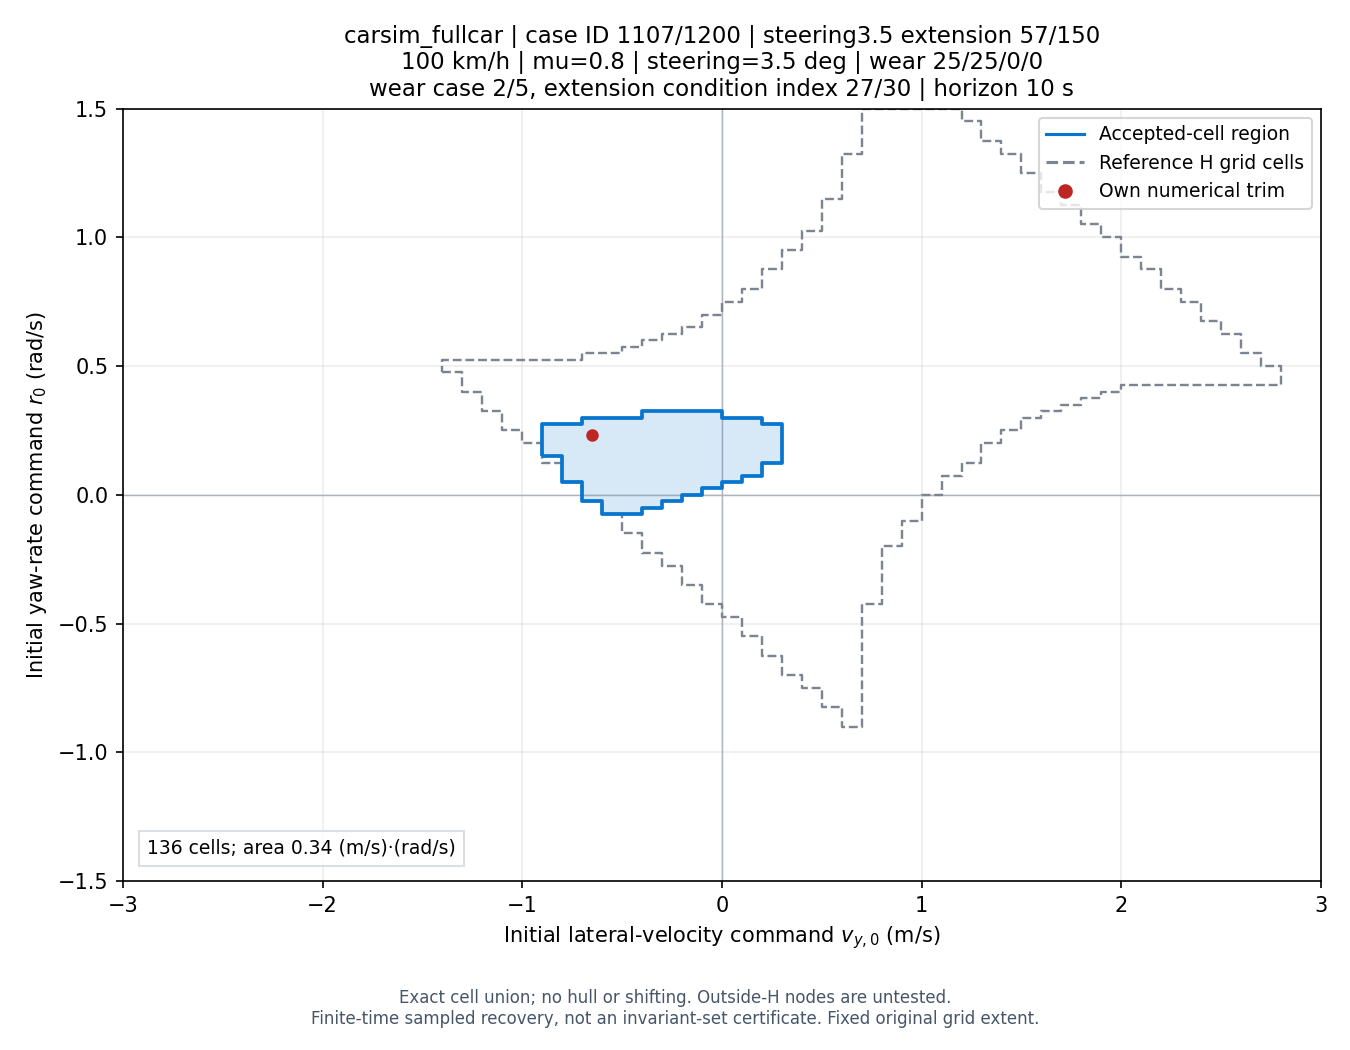 carsim_fullcar | case ID 1107/1200 | steering3.5 extension 57/150
100 km/h | mu=0.8 | steering=3.5 deg | wear 25/25/0/0
wear case 2/5, extension condition index 27/30 | horizon 10 s
1.5
1.0
0.5
0.0
−0.5
−1.0
−1.5
Initial yaw-rate command r₀ (rad/s)
Accepted-cell region
Reference H grid cells
Own numerical trim
136 cells; area 0.34 (m/s)·(rad/s)
−3
−2
−1
0
1
2
3
Initial lateral-velocity command v_{y,0} (m/s)
Exact cell union; no hull or shifting. Outside-H nodes are untested.
Finite-time sampled recovery, not an invariant-set certificate. Fixed original grid extent.